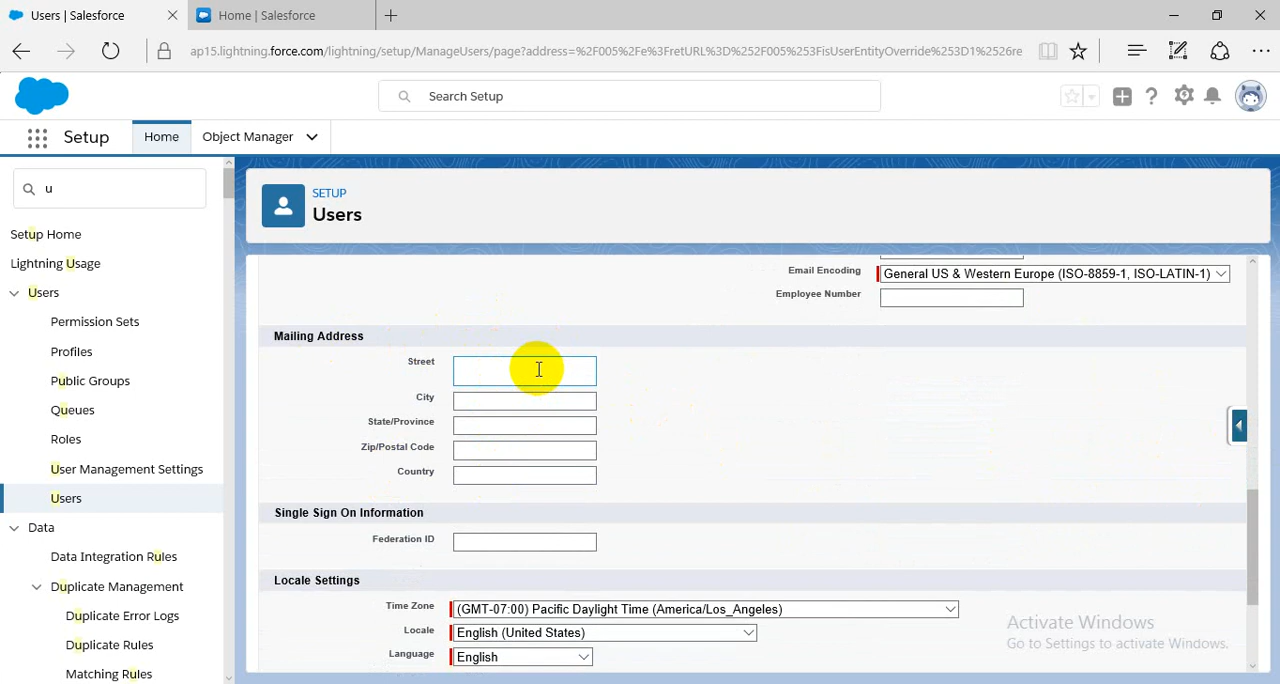 Users | Salesforce
Home | Salesforce
ap15.lightning.force.com/lightning/setup/ManageUsers/page?address=%2F005%2Fe%3FretURL%3D%252F005%253FisUserEntityOverride%253D1%2526re
Search Setup
Setup
Home
Object Manager
u
Setup Home
Lightning Usage
Users
Permission Sets
Profiles
Public Groups
Queues
Roles
User Management Settings
Users
Data
Data Integration Rules
Duplicate Management
Duplicate Error Logs
Duplicate Rules
Matching Rules
SETUP
Users
Email Encoding
General US & Western Europe (ISO-8859-1, ISO-LATIN-1)
Employee Number
Mailing Address
Street
City
State/Province
Zip/Postal Code
Country
Single Sign On Information
Federation ID
Locale Settings
Time Zone
(GMT-07:00) Pacific Daylight Time (America/Los_Angeles)
Locale
English (United States)
Language
English
Activate Windows
Go to Settings to activate Windows.